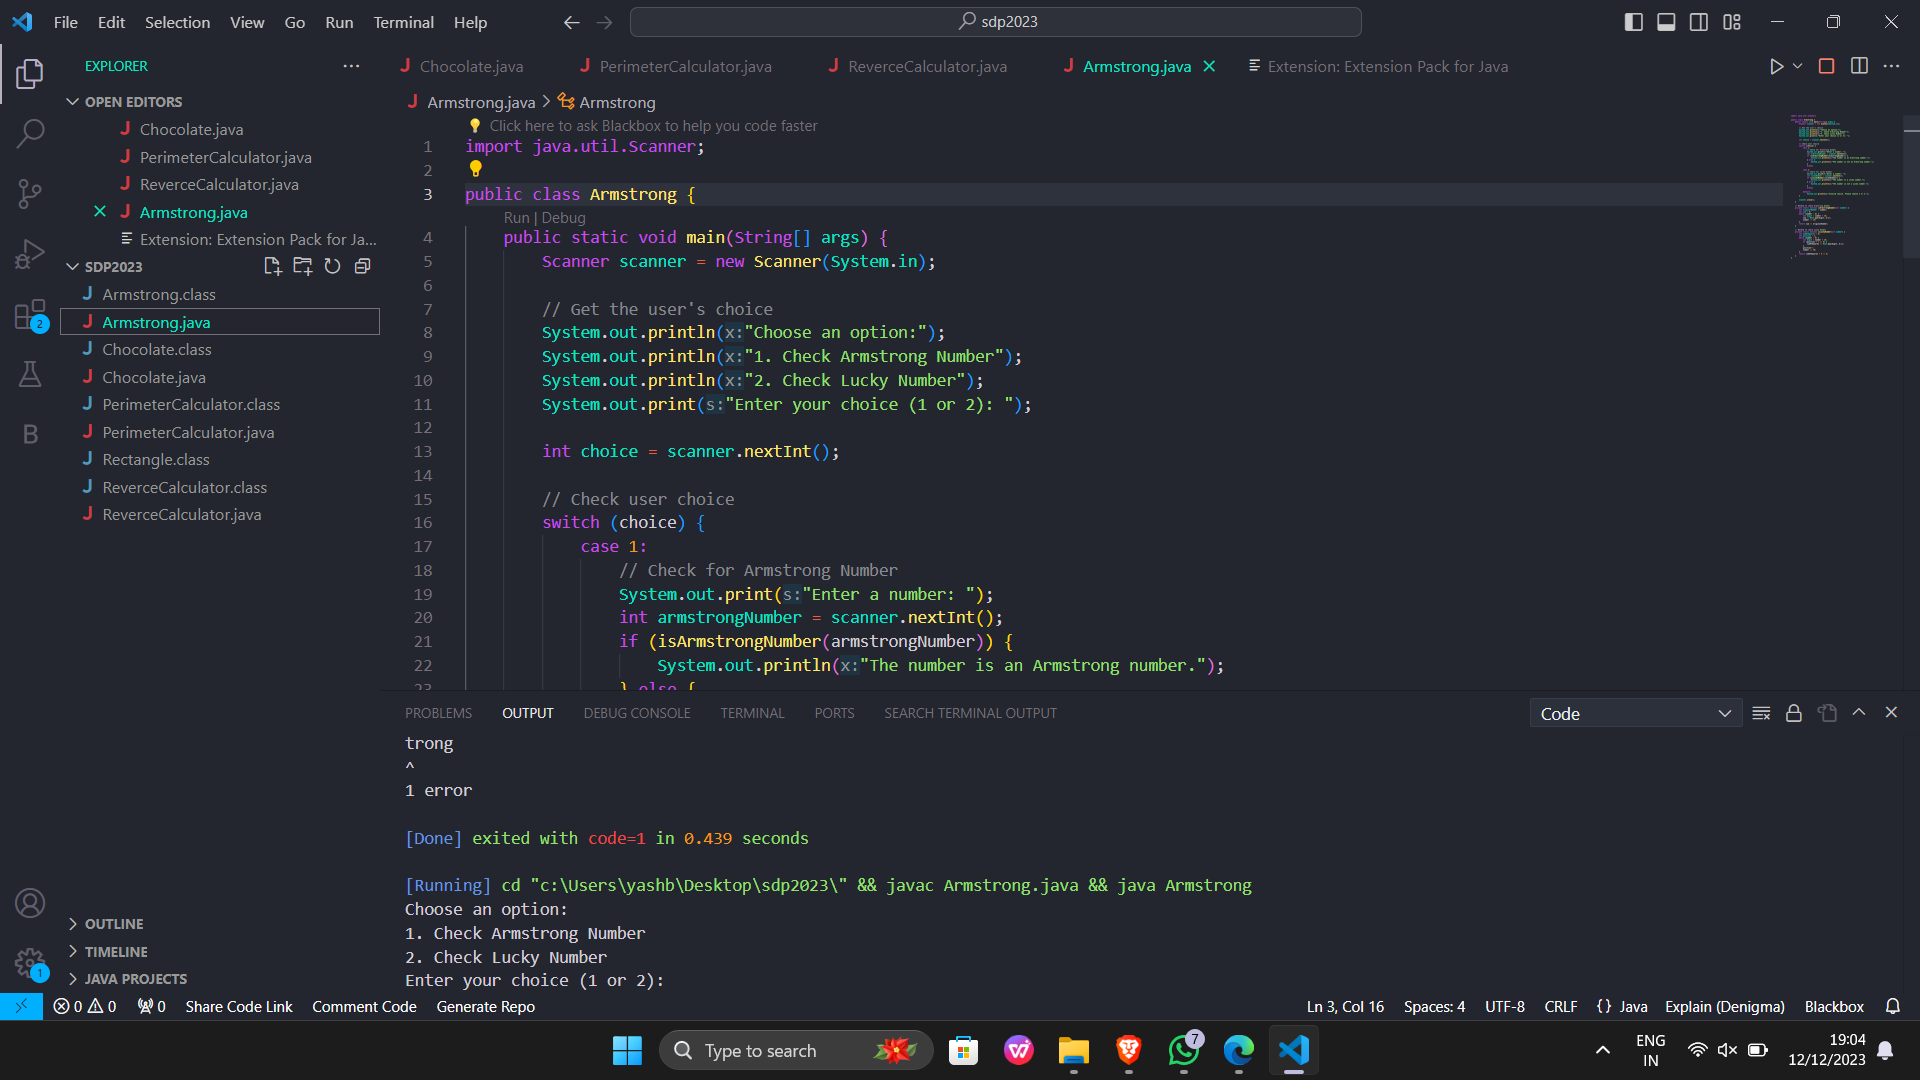 File Edit Selection View Go Run Terminal Help
sdp2023
EXPLORER
OPEN EDITORS
Chocolate.java
PerimeterCalculator.java
ReverceCalculator.java
Armstrong.java
Extension: Extension Pack for Ja...
SDP2023
Armstrong.class
Armstrong.java
Chocolate.class
Chocolate.java
PerimeterCalculator.class
PerimeterCalculator.java
Rectangle.class
ReverceCalculator.class
ReverceCalculator.java
OUTLINE
TIMELINE
JAVA PROJECTS
2
B
1
Chocolate.java PerimeterCalculator.java ReverceCalculator.java Armstrong.java Extension: Extension Pack for Java
Armstrong.java > Armstrong
Click here to ask Blackbox to help you code faster
1 import java.util.Scanner;
2
3 public class Armstrong {
Run | Debug
4 public static void main(String[] args) {
5 Scanner scanner = new Scanner(System.in);
6
7 // Get the user's choice
8 System.out.println(x:"Choose an option:");
9 System.out.println(x:"1. Check Armstrong Number");
10 System.out.println(x:"2. Check Lucky Number");
11 System.out.print(s:"Enter your choice (1 or 2): ");
12
13 int choice = scanner.nextInt();
14
15 // Check user choice
16 switch (choice) {
17 case 1:
18 // Check for Armstrong Number
19 System.out.print(s:"Enter a number: ");
20 int armstrongNumber = scanner.nextInt();
21 if (isArmstrongNumber(armstrongNumber)) {
22 System.out.println(x:"The number is an Armstrong number.");
23 } else {
PROBLEMS OUTPUT DEBUG CONSOLE TERMINAL PORTS SEARCH TERMINAL OUTPUT
Code
trong
^
1 error
[Done] exited with code=1 in 0.439 seconds
[Running] cd "c:\Users\yashb\Desktop\sdp2023\" && javac Armstrong.java && java Armstrong
Choose an option:
1. Check Armstrong Number
2. Check Lucky Number
Enter your choice (1 or 2):
0 0 0 Share Code Link Comment Code Generate Repo
Ln 3, Col 16 Spaces: 4 UTF-8 CRLF {} Java Explain (Denigma) Blackbox
Type to search
7
ENG
IN
19:04
12/12/2023